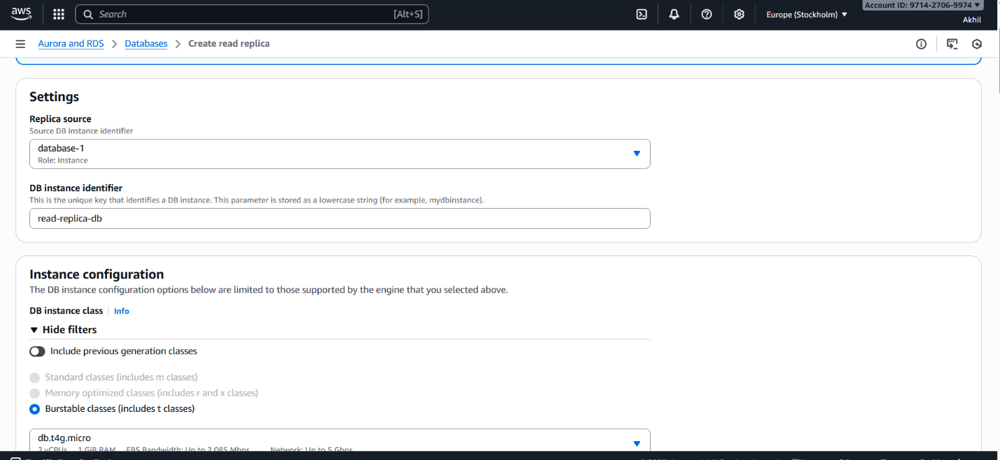 aws
Search
[Alt+S]
Europe (Stockholm)
Account ID: 9714-2706-9974
Akhil
Aurora and RDS
Databases
Create read replica
Settings
Replica source
Source DB instance identifier
database-1
Role: Instance
DB instance identifier
This is the unique key that identifies a DB instance. This parameter is stored as a lowercase string (for example, mydbinstance).
read-replica-db
Instance configuration
The DB instance configuration options below are limited to those supported by the engine that you selected above.
DB instance class
Info
Hide filters
Include previous generation classes
Standard classes (includes m classes)
Memory optimized classes (includes r and x classes)
Burstable classes (includes t classes)
db.t4g.micro
2 vCPUs 1 GiB RAM EBS Bandwidth: Up to 2,085 Mbps Network: Up to 5 Gbps